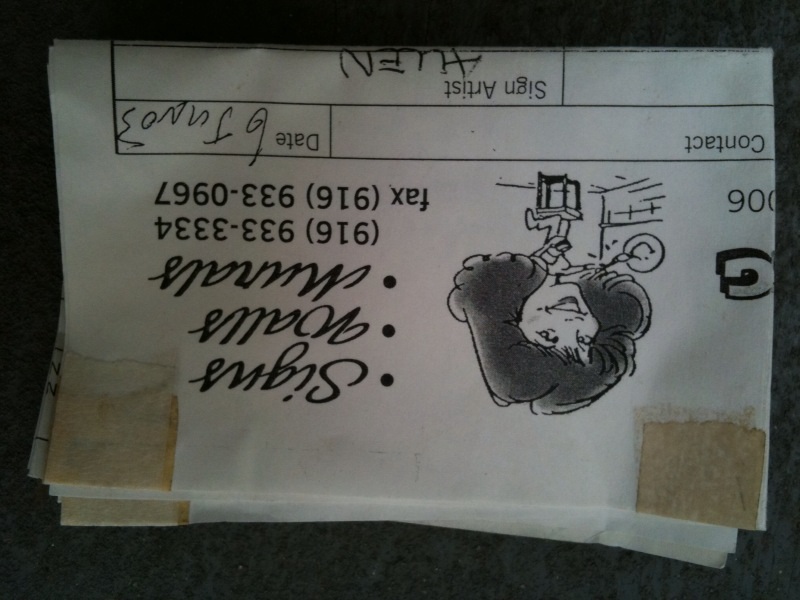 • Signs
• Walls
• Murals
G
(916) 933-3334
006
fax (916) 933-0967
Contact
Date 6 JUN 03
Sign Artist
ALLEN